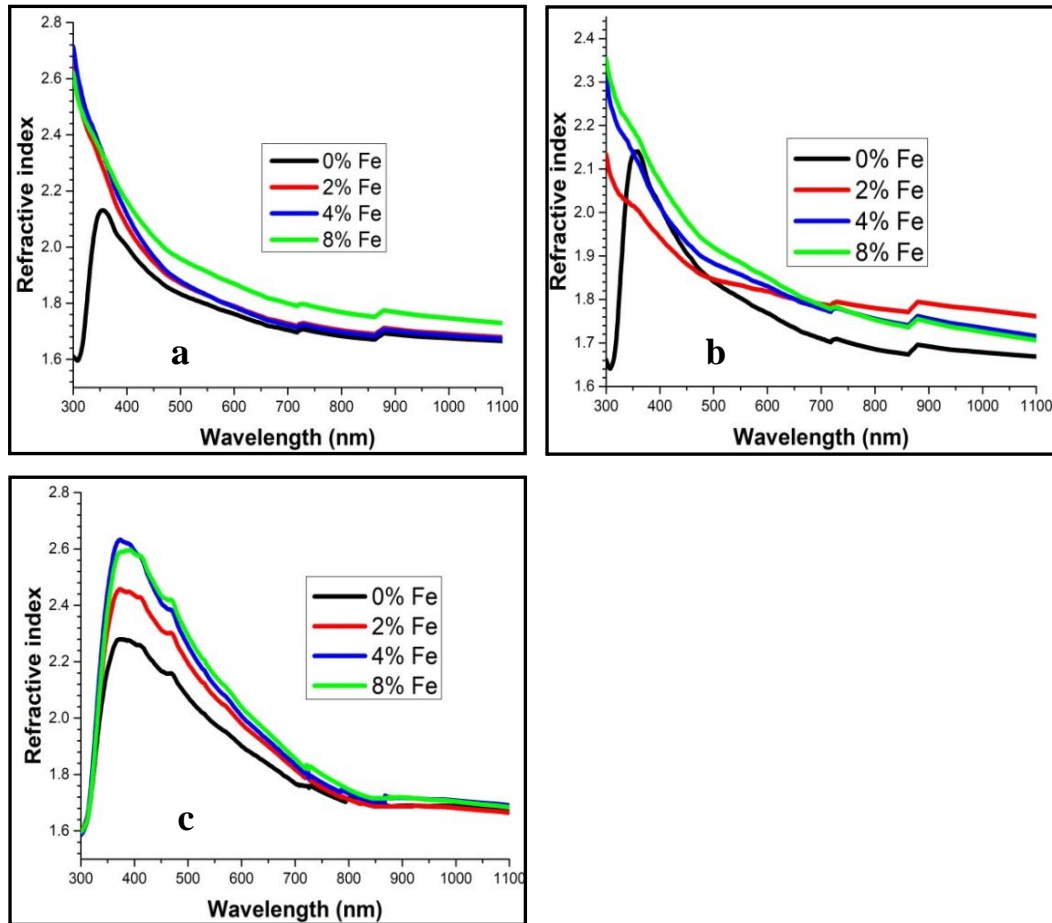 2.8
2.6
2.4
2.2
2.0
1.8
1.6
Refractive index
0% Fe
2% Fe
4% Fe
8% Fe
a
300 400 500 600 700 800 900 1000 1100
Wavelength (nm)
2.4
2.3
2.2
2.1
2.0
1.9
1.8
1.7
1.6
Refractive index
0% Fe
2% Fe
4% Fe
8% Fe
b
300 400 500 600 700 800 900 1000 1100
Wavelength (nm)
2.8
2.6
2.4
2.2
2.0
1.8
1.6
Refractive index
0% Fe
2% Fe
4% Fe
8% Fe
c
300 400 500 600 700 800 900 1000 1100
Wavelength (nm)